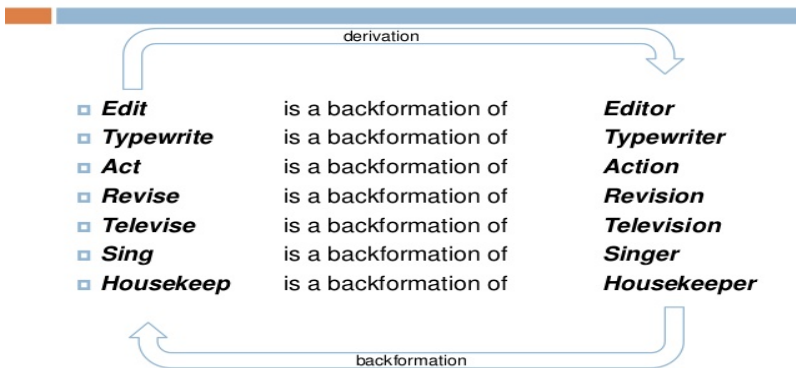 derivation
Edit is a backformation of Editor
Typewrite is a backformation of Typewriter
Act is a backformation of Action
Revise is a backformation of Revision
Televise is a backformation of Television
Sing is a backformation of Singer
Housekeep is a backformation of Housekeeper
backformation